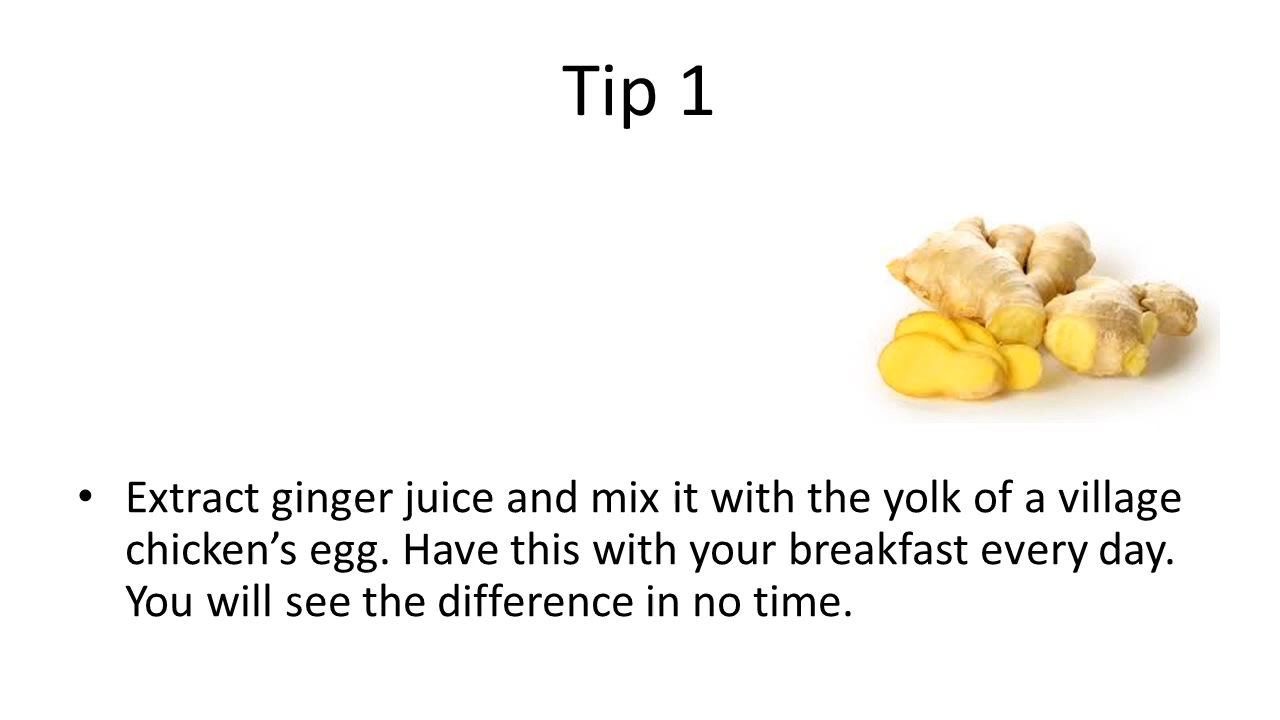 Tip 1
• Extract ginger juice and mix it with the yolk of a village
chicken’s egg. Have this with your breakfast every day.
You will see the difference in no time.